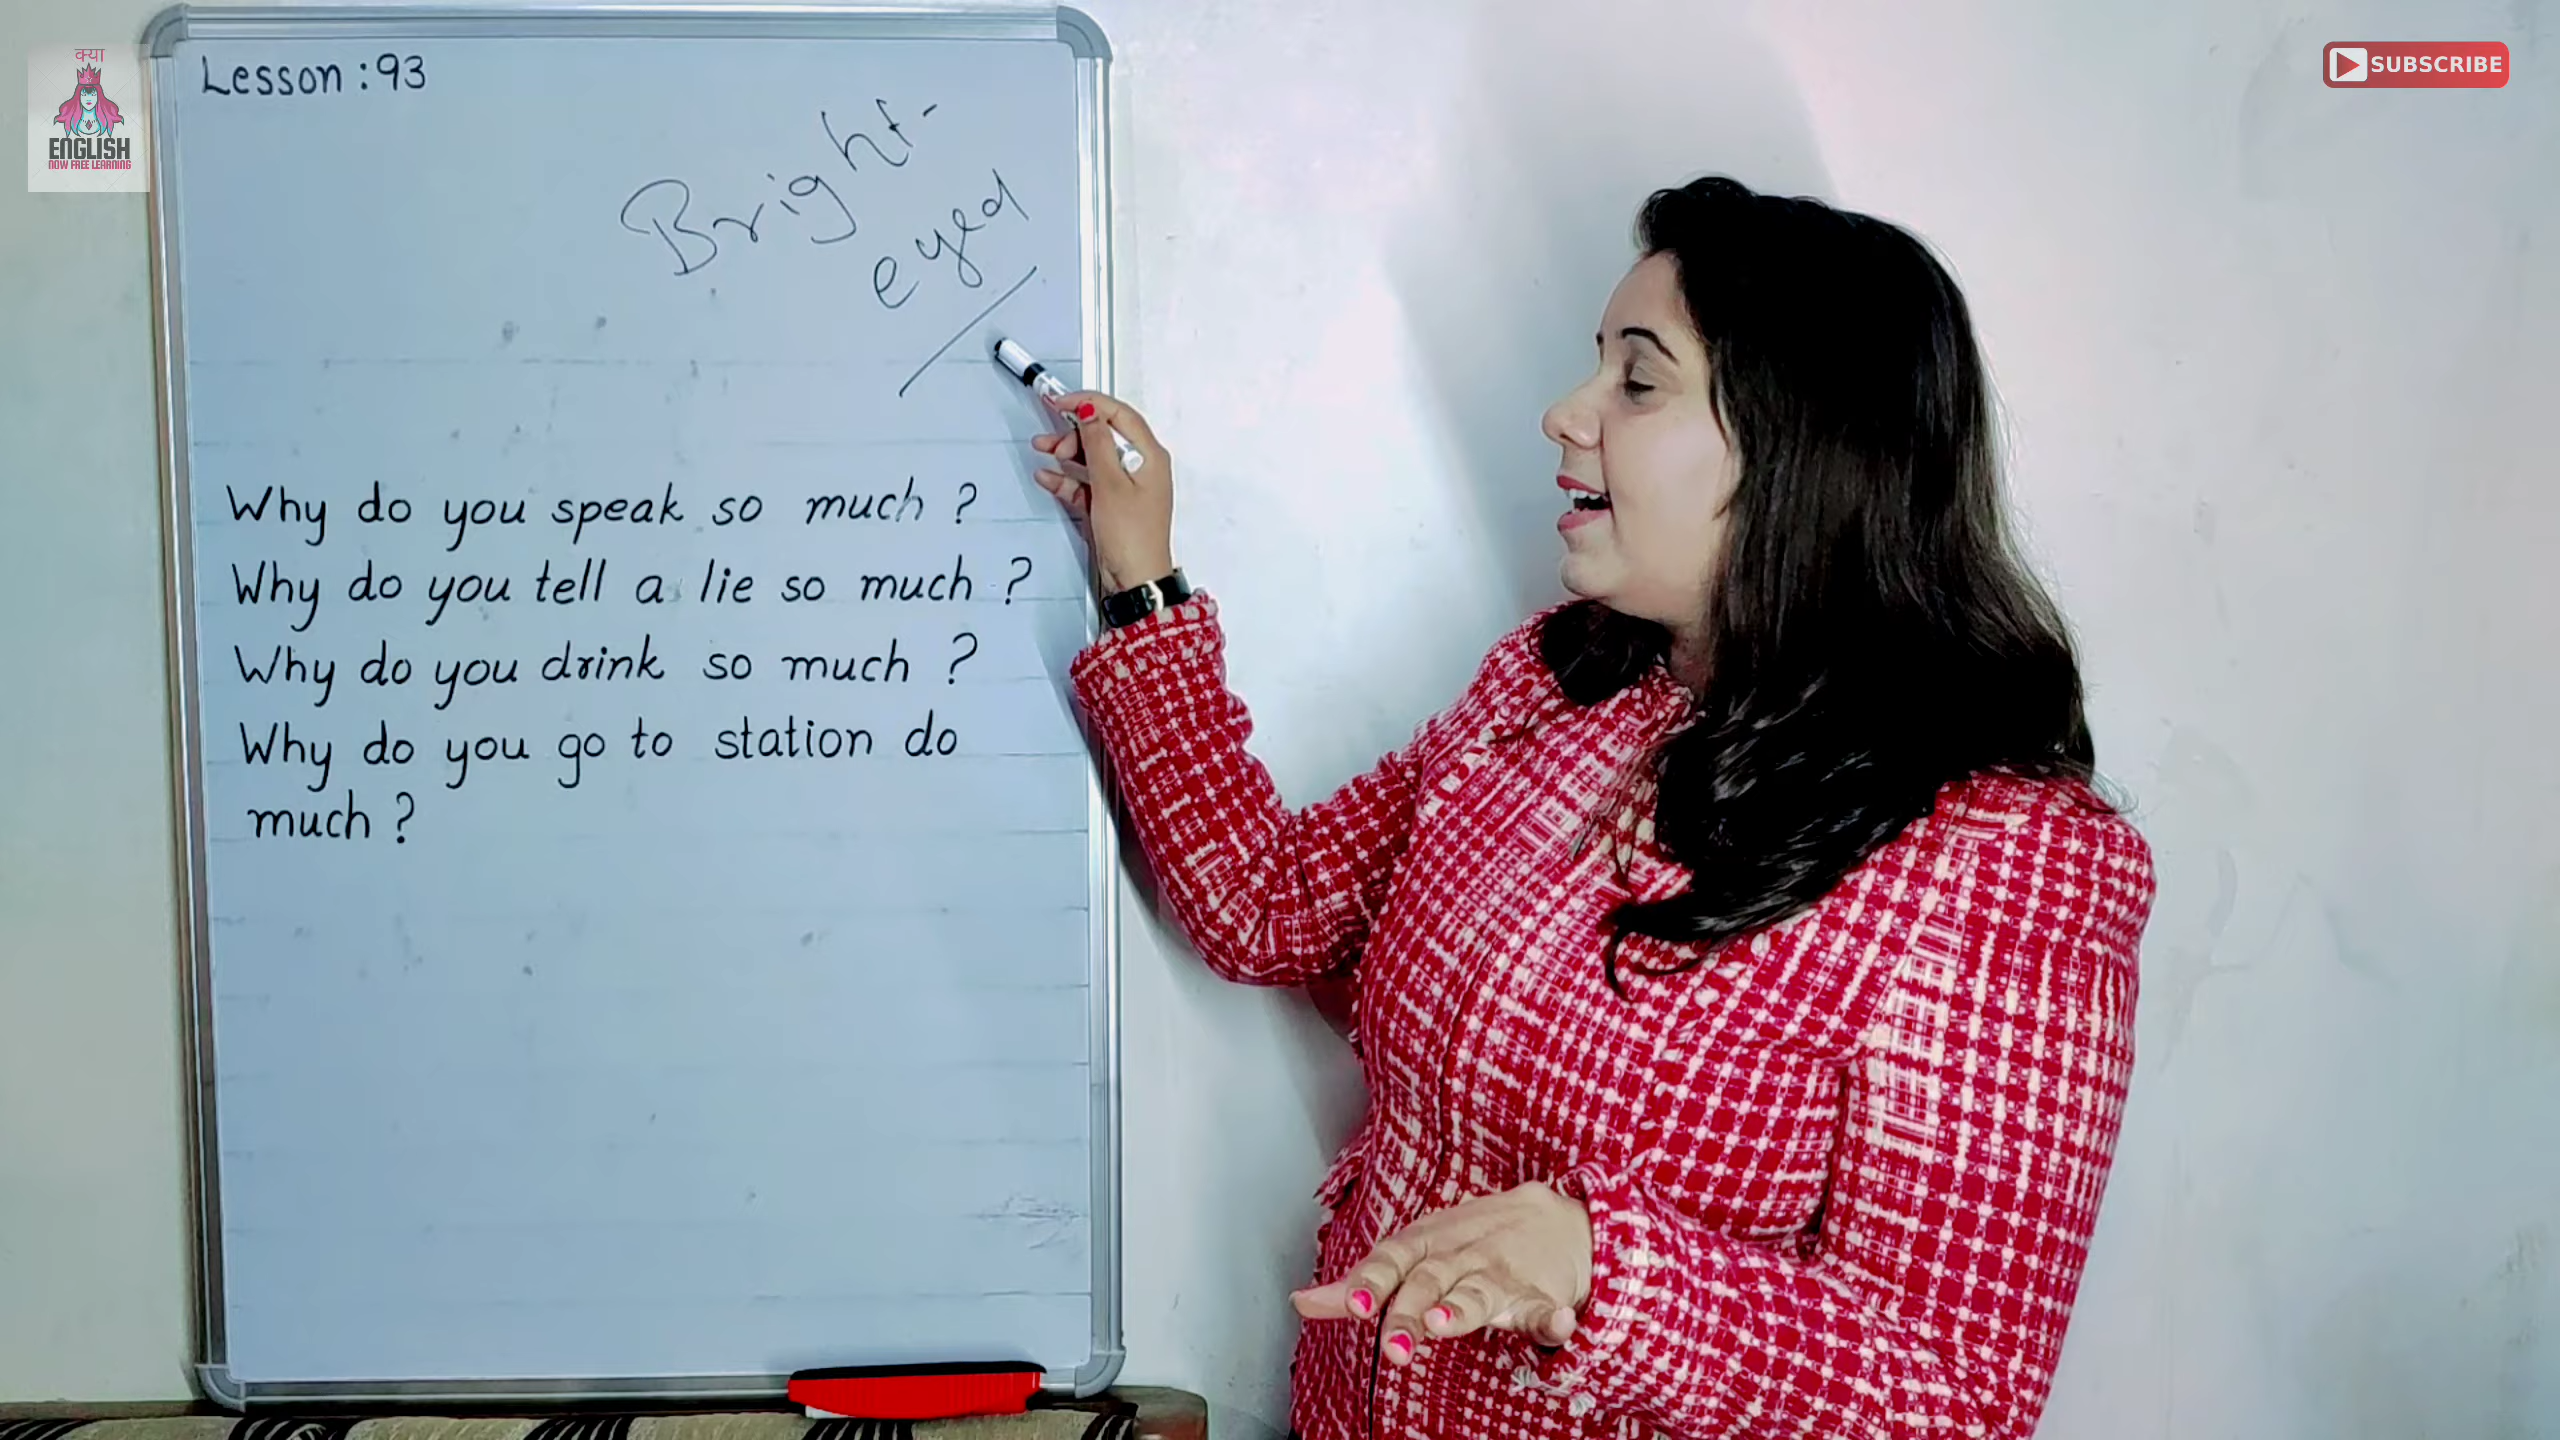 क्या
ENGLISH
NOW FREE LEARNING
SUBSCRIBE
Lesson : 93
Bright-
eyed
Why do you speak so much ?
Why do you tell a lie so much ?
Why do you drink so much ?
Why do you go to station do
much ?